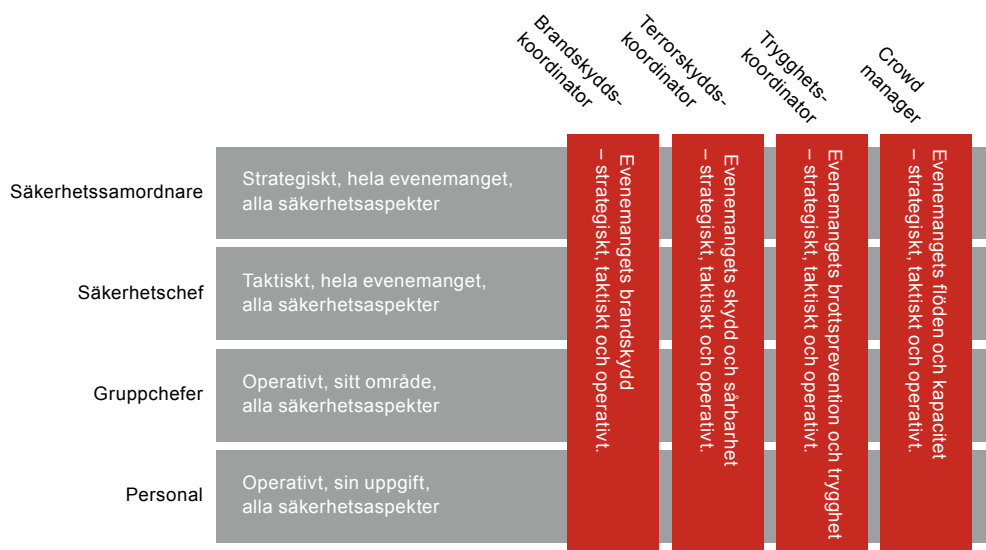 Brandskydds-
koordinator
Terrorskydds-
koordinator
Trygghets-
koordinator
Crowd
manager
Säkerhetssamordnare
Strategiskt, hela evenemanget,
alla säkerhetsaspekter
Säkerhetschef
Taktiskt, hela evenemanget,
alla säkerhetsaspekter
Gruppchefer
Operativt, sitt område,
alla säkerhetsaspekter
Personal
Operativt, sin uppgift,
alla säkerhetsaspekter
Evenemangets brandskydd
– strategiskt, taktiskt och operativt.
Evenemangets skydd och sårbarhet
– strategiskt, taktiskt och operativt.
Evenemangets brottsprevention och trygghet
– strategiskt, taktiskt och operativt.
Evenemangets flöden och kapacitet
– strategiskt, taktiskt och operativt.